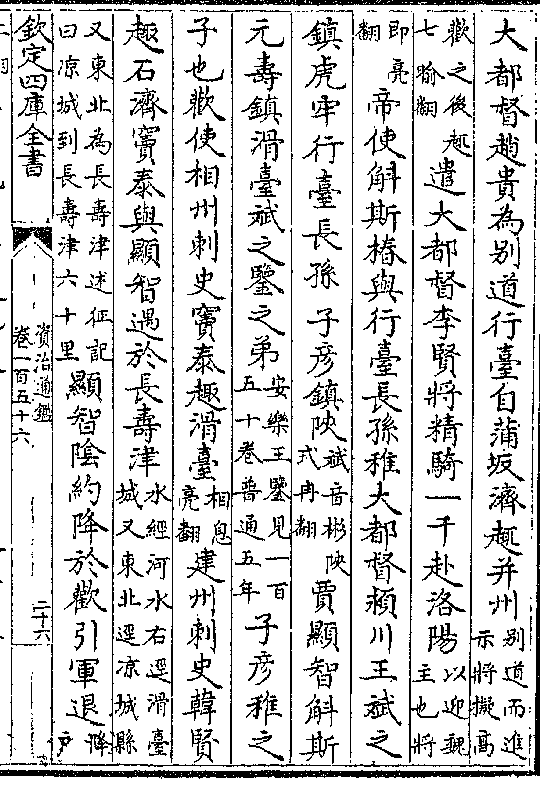 大都督趙貴為别道行臺自蒲坂濟趣并州别道而進示將擬高
歡之後趣七喻翻遣大都督李賢將精騎一千赴洛陽以迎魏主也將
即亮翻帝使斛斯椿與行臺長孫稚大都督潁川王斌之
鎮虎牢行臺長孫子彦鎮陜斌音彬陜式冉翻賈顯智斛斯
元壽鎮滑臺斌之鑒之弟安樂王鑒見一百五十卷普通五年子彦稚之
子也歡使相州刺史竇泰趣滑臺相息亮翻建州刺史韓賢
趣石濟竇泰與顯智遇於長壽津水經河水右逕滑臺城又東北逕凉城縣
又東北為長壽津述征記曰凉城到長壽津六十里顯智陰約降於歡引軍退降户
欽定四庫全書
資治通鑑
卷一百五十六
二十六